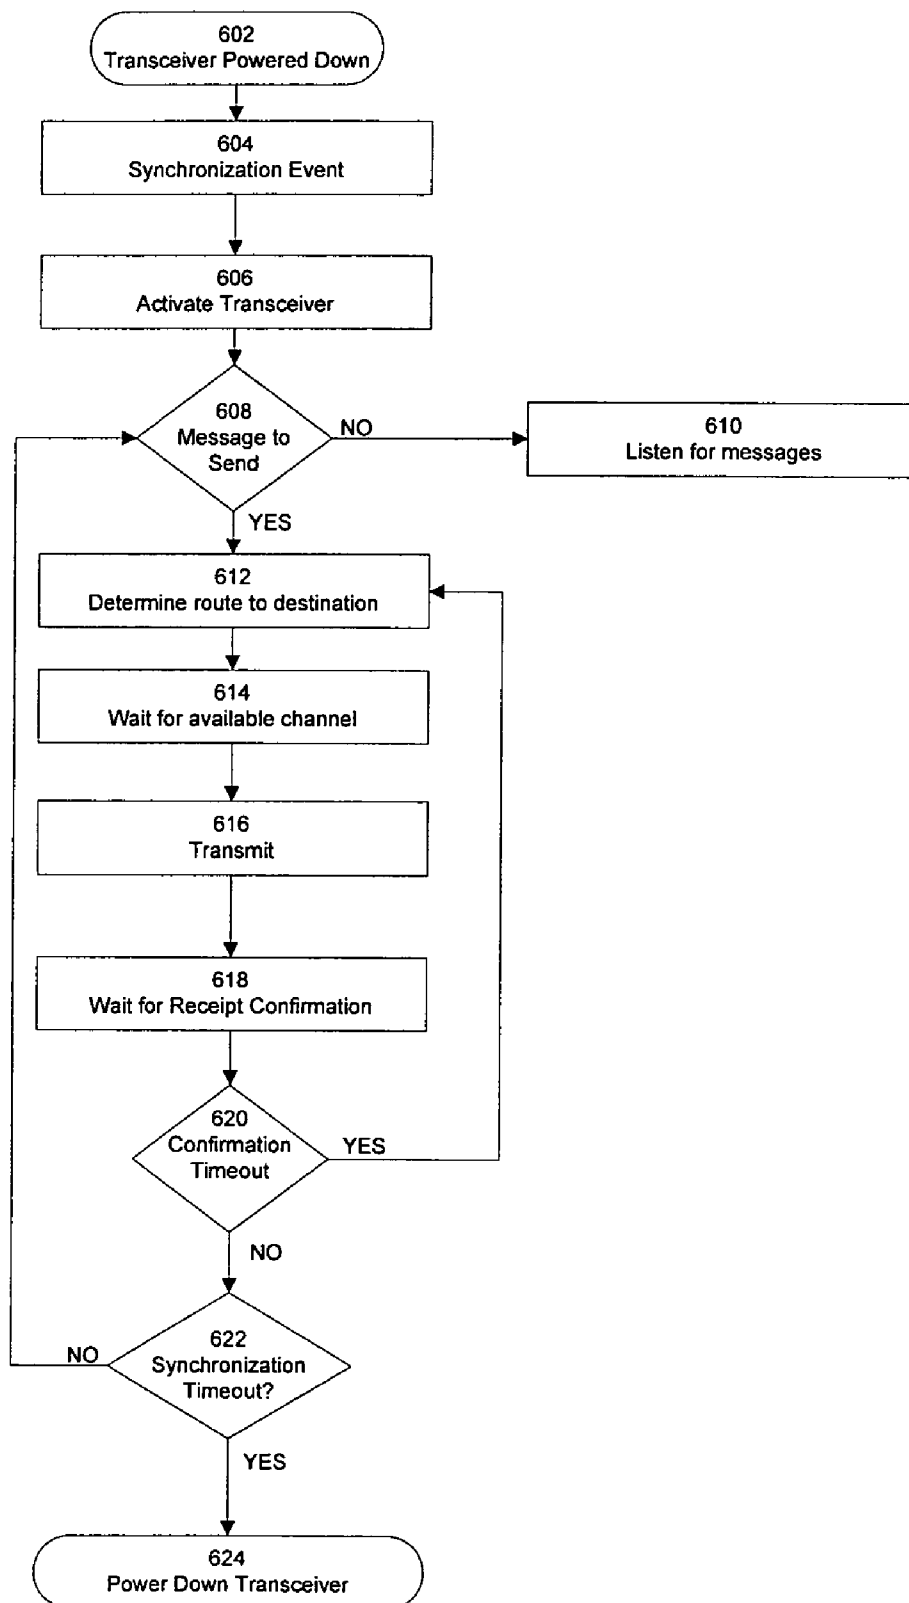 602
Transceiver Powered Down
604
Synchronization Event
606
Activate Transceiver
608
Message to
Send
NO
610
Listen for messages
YES
612
Determine route to destination
614
Wait for available channel
616
Transmit
618
Wait for Receipt Confirmation
620
Confirmation
Timeout
YES
NO
622
Synchronization
Timeout?
NO
YES
624
Power Down Transceiver